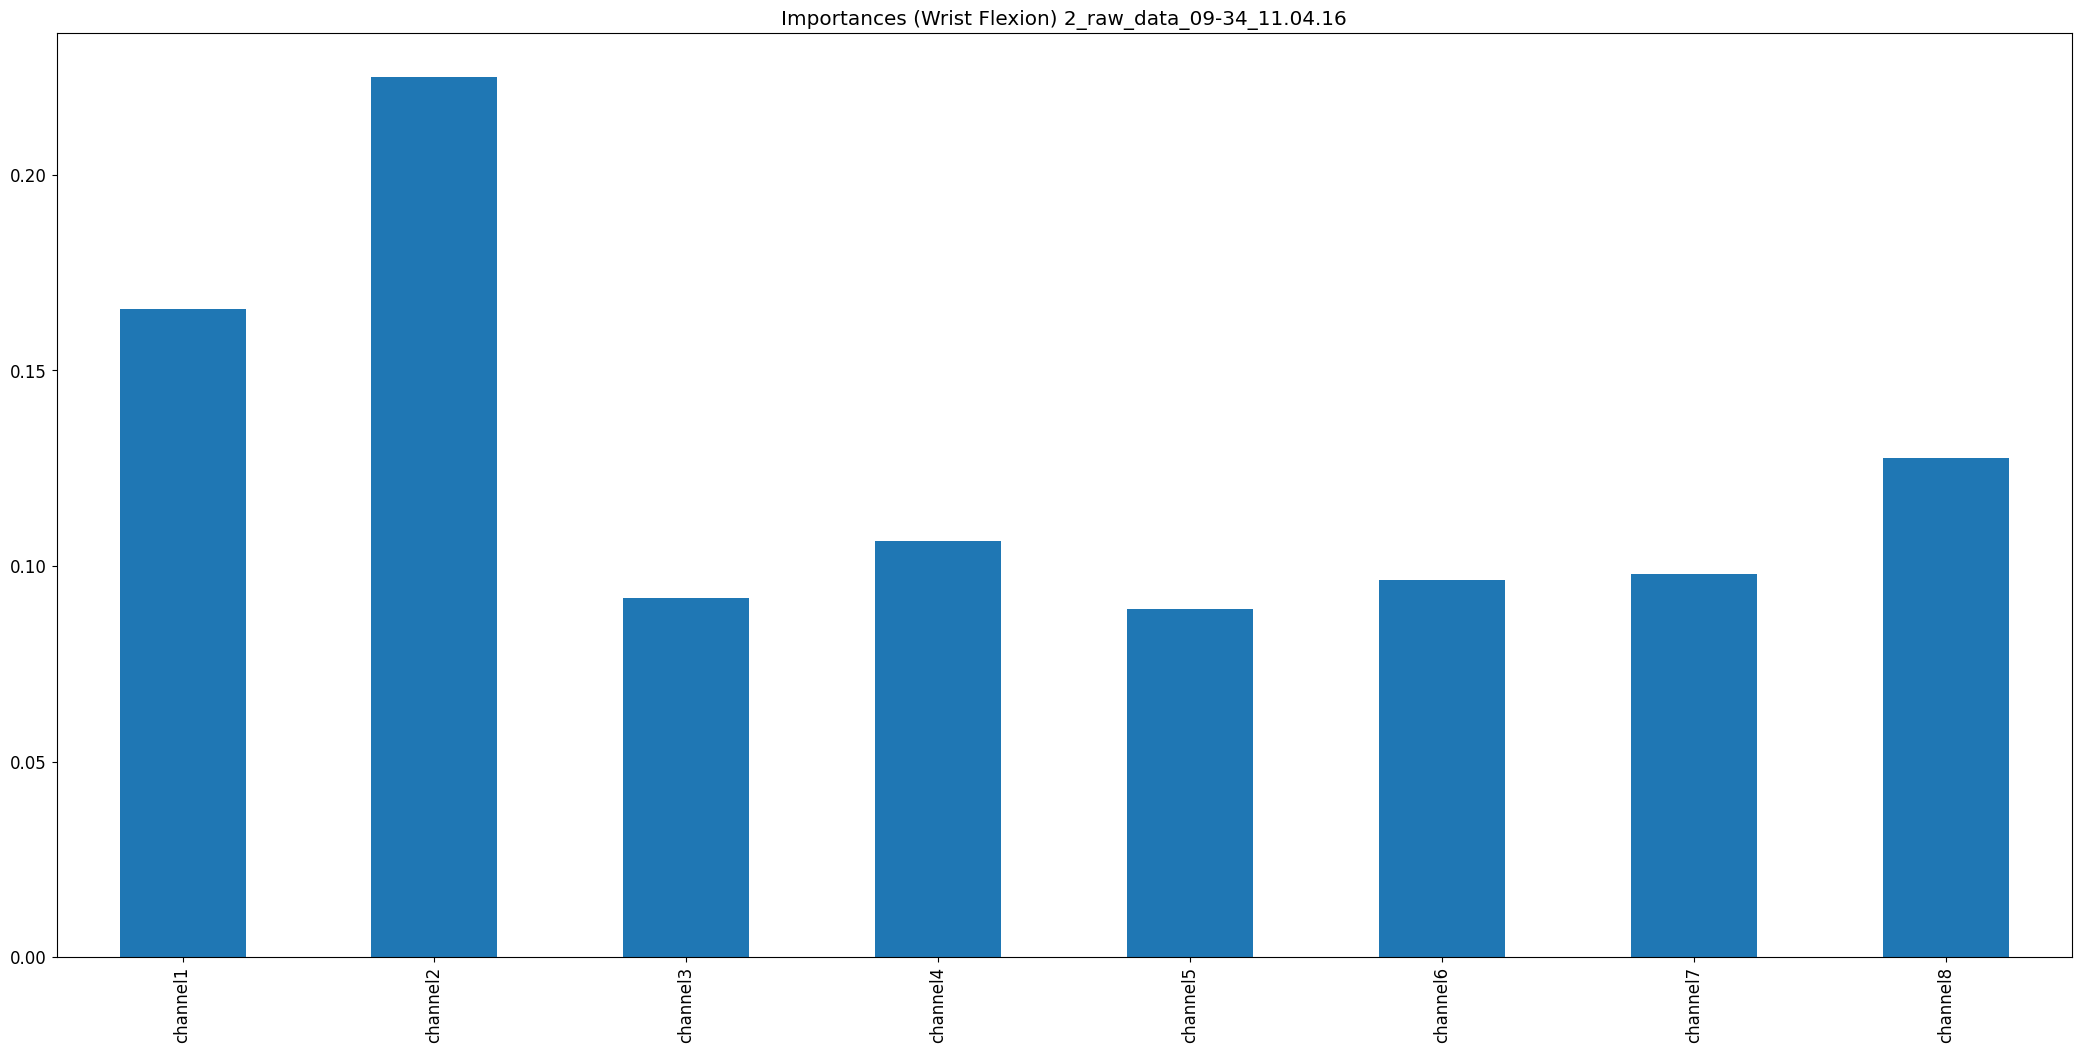 Importances (Wrist Flexion) 2_raw_data_09-34_11.04.16
0.20
0.15
0.10
0.05
0.00
channel1
channel2
channel3
channel4
channel5
channel6
channel7
channel8